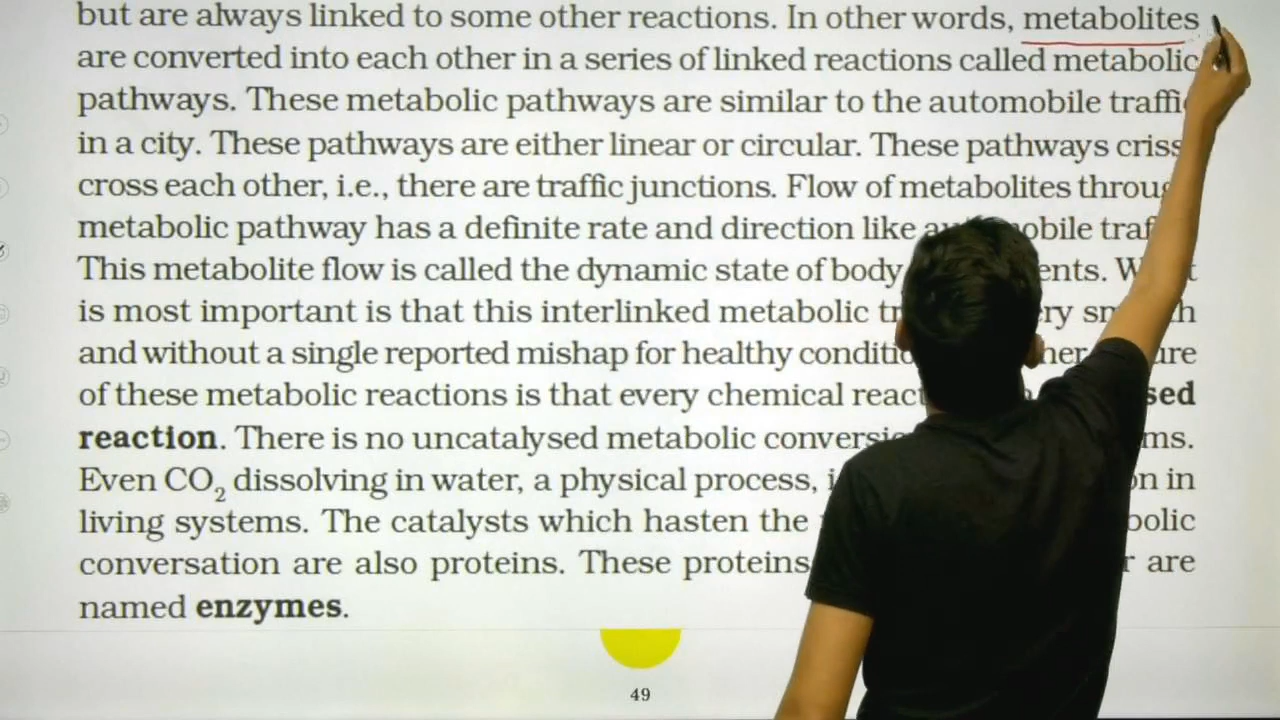 but are always linked to some other reactions. In other words, metabolites
are converted into each other in a series of linked reactions called metabolic
pathways. These metabolic pathways are similar to the automobile
in a city. These pathways are either linear or circular. These pathways
cross each other, i.e., there are traffic junctions. Flow of metabolites
metabolic pathway has a definite rate and direction like
This metabolite flow is called the dynamic state of body
is most important is that this interlinked metabolic
and without a single reported mishap for healthy
of these metabolic reactions is that every chemical
reaction. There is no uncatalysed metabolic
Even CO2 dissolving in water, a physical process, in
living systems. The catalysts which hasten the
conversation are also proteins. These proteins are
named enzymes.
49